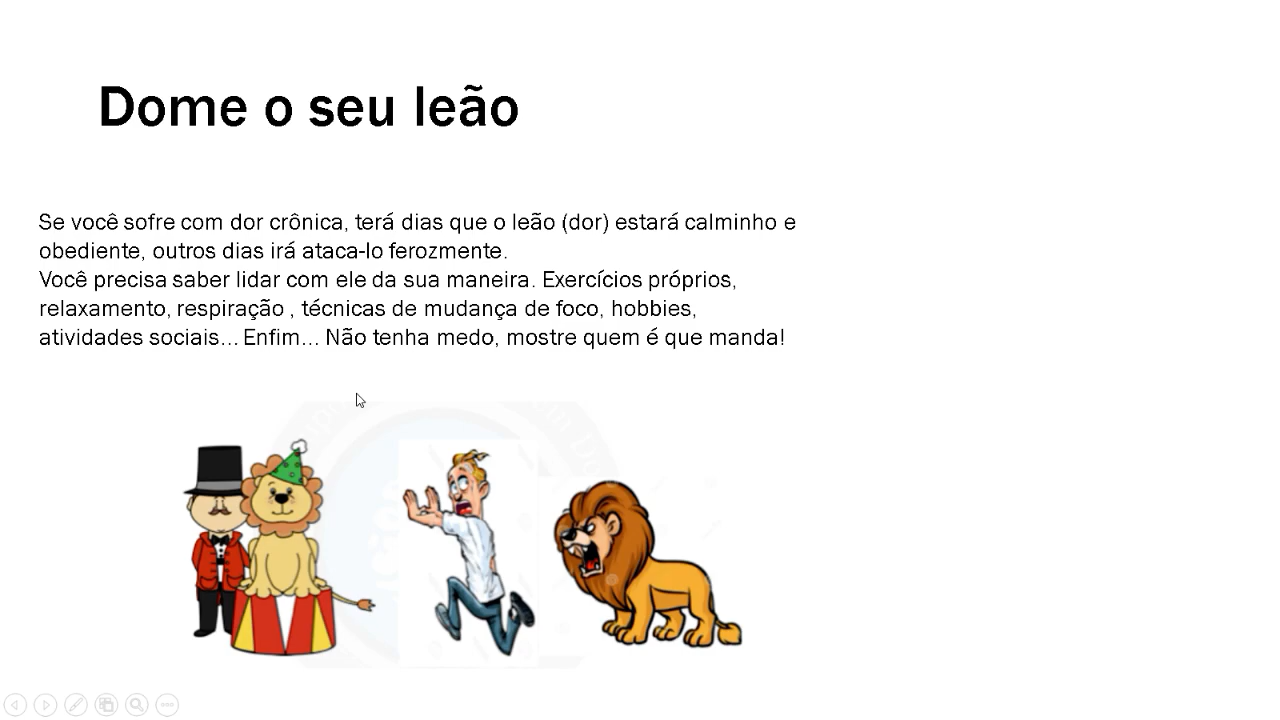 Dome o seu leão
Se você sofre com dor crônica, terá dias que o leão (dor) estará calminho e
obediente, outros dias irá ataca-lo ferozmente.
Você precisa saber lidar com ele da sua maneira. Exercícios próprios,
relaxamento, respiração , técnicas de mudança de foco, hobbies,
atividades sociais... Enfim... Não tenha medo, mostre quem é que manda!